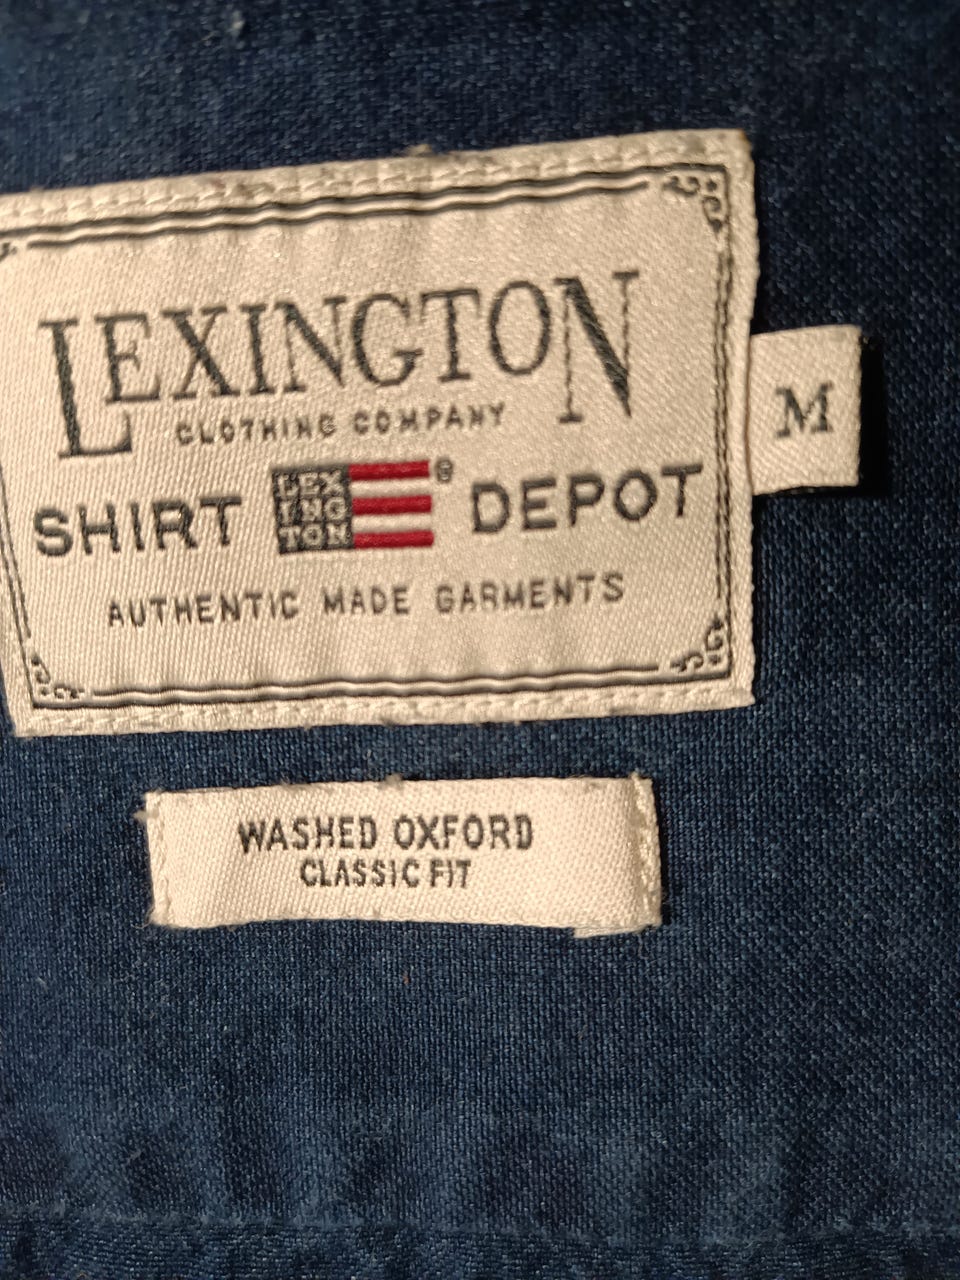 LEXINGTON
CLOTHING COMPANY
SHIRT LEX ING TON ® DEPOT
AUTHENTIC MADE GARMENTS
M
WASHED OXFORD
CLASSIC FIT